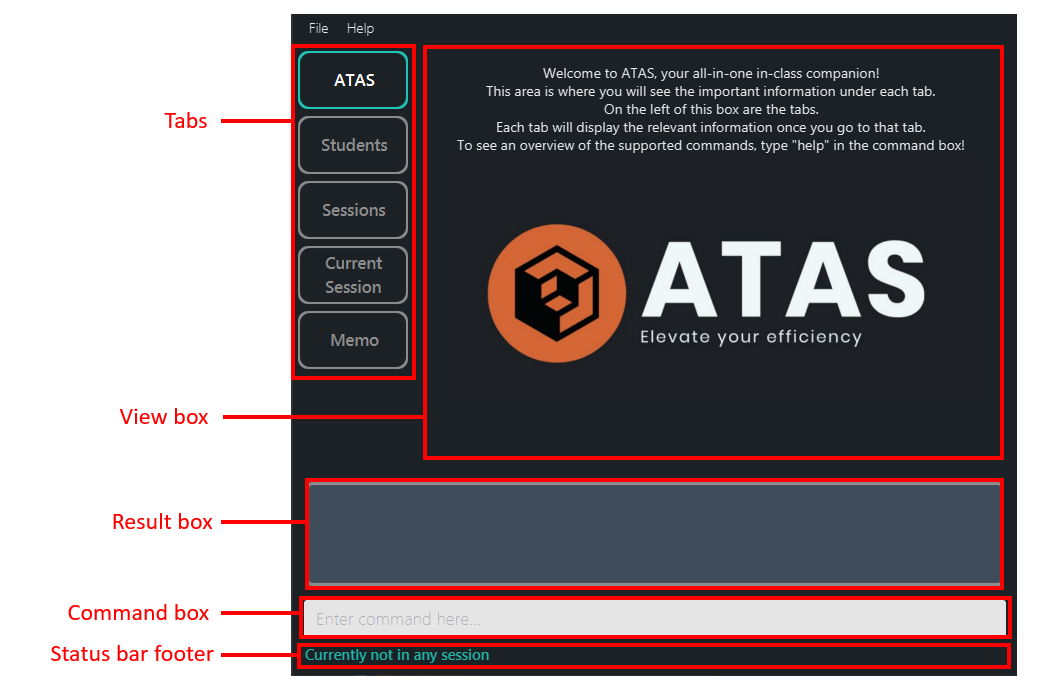 File Help
ATAS
Students
Sessions
Current
Session
Memo
Welcome to ATAS, your all-in-one in-class companion!
This area is where you will see the important information under each tab.
On the left of this box are the tabs.
Each tab will display the relevant information once you go to that tab.
To see an overview of the supported commands, type "help" in the command box!
ATAS
Elevate your efficiency
Enter command here...
Currently not in any session
Tabs
View box
Result box
Command box
Status bar footer